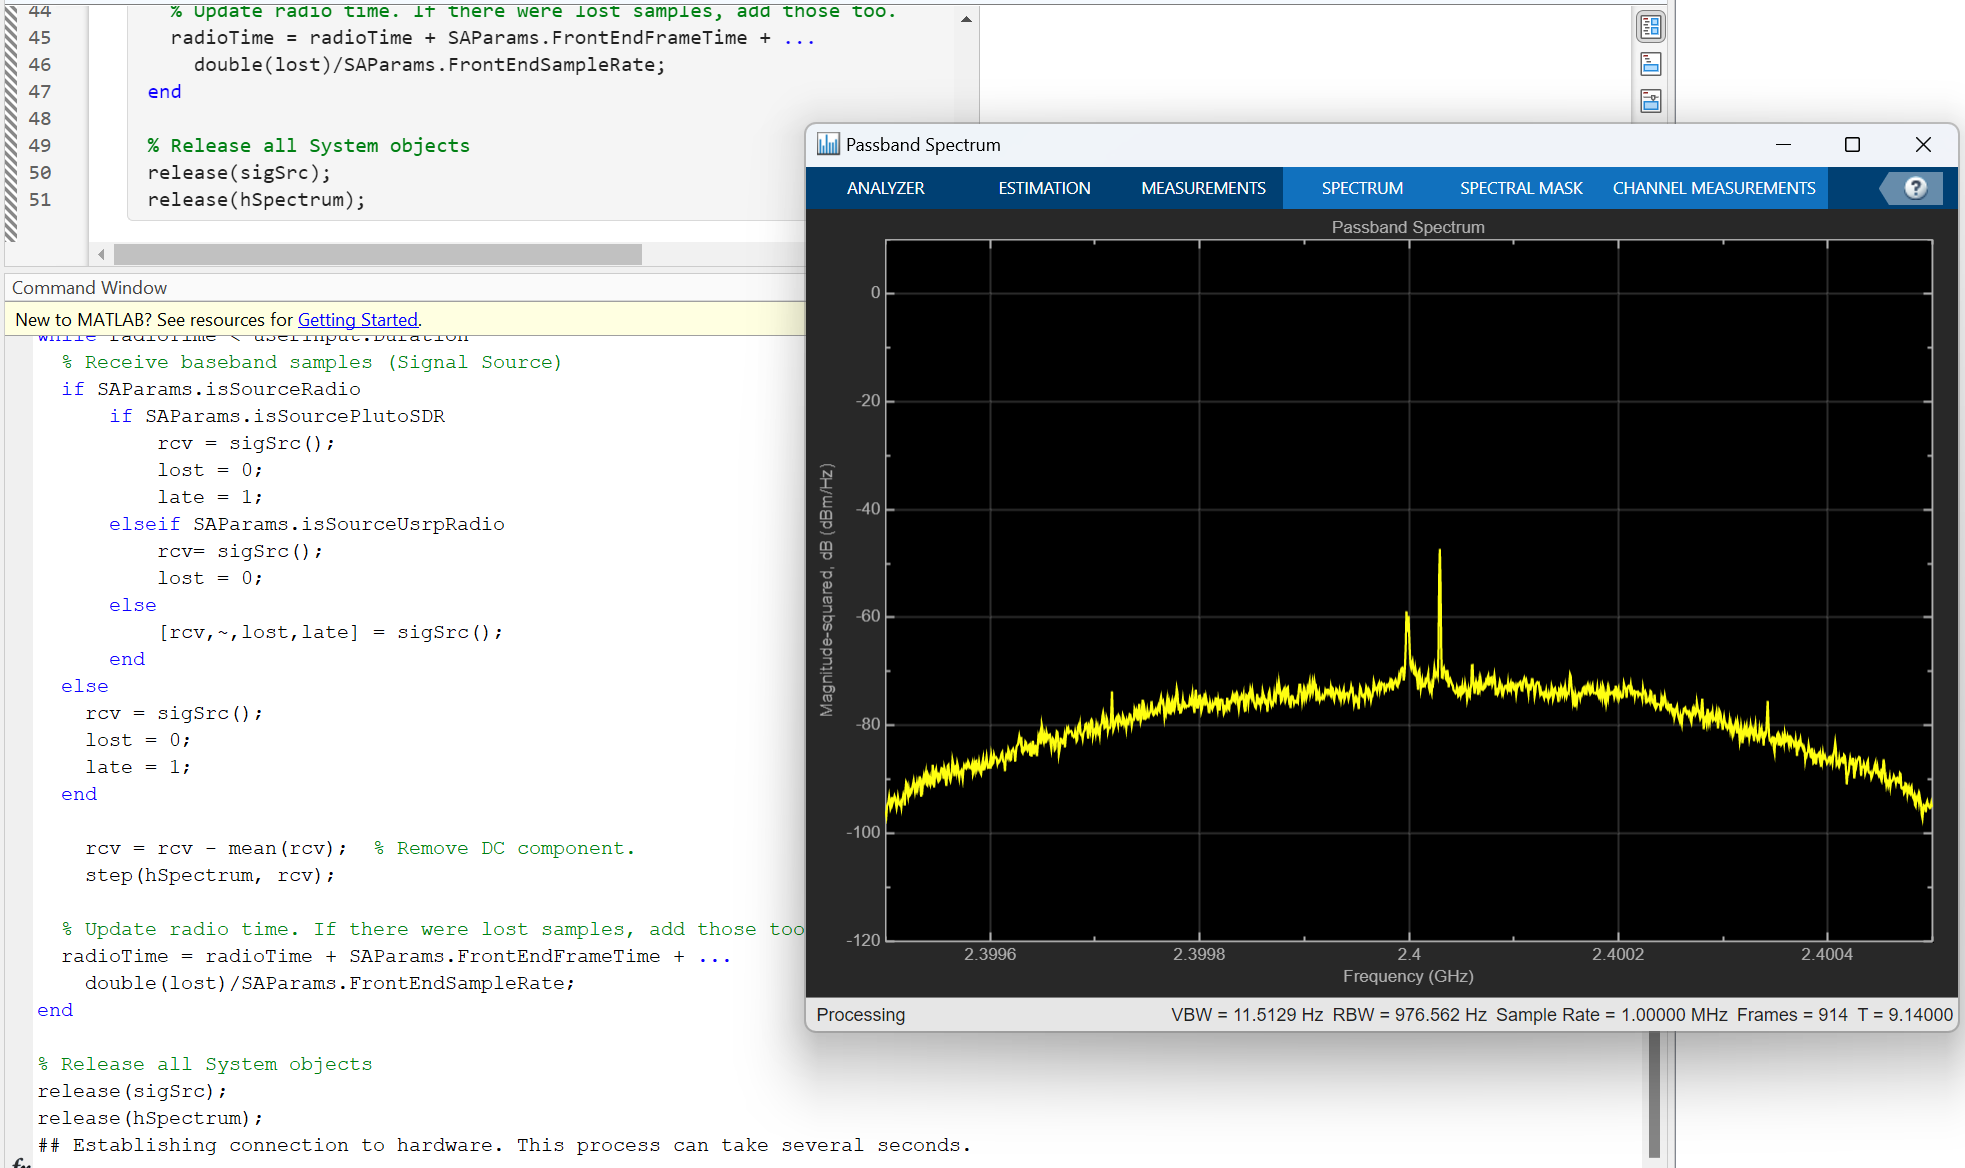 44 % Update radio time. If there were lost samples, add those too.
45 radioTime = radioTime + SAParams.FrontEndFrameTime + ...
46 double(lost)/SAParams.FrontEndSampleRate;
47 end
48
49 % Release all System objects
50 release(sigSrc);
51 release(hSpectrum);
Command Window
New to MATLAB? See resources for Getting Started.
while radioTime < userInput.Duration
% Receive baseband samples (Signal Source)
if SAParams.isSourceRadio
if SAParams.isSourcePlutoSDR
rcv = sigSrc();
lost = 0;
late = 1;
elseif SAParams.isSourceUsrpRadio
rcv= sigSrc();
lost = 0;
else
[rcv,~,lost,late] = sigSrc();
end
else
rcv = sigSrc();
lost = 0;
late = 1;
end
rcv = rcv - mean(rcv);  % Remove DC component.
step(hSpectrum, rcv);
% Update radio time. If there were lost samples, add those too
radioTime = radioTime + SAParams.FrontEndFrameTime + ...
double(lost)/SAParams.FrontEndSampleRate;
end
% Release all System objects
release(sigSrc);
release(hSpectrum);
## Establishing connection to hardware. This process can take several seconds.
Passband Spectrum
ANALYZER ESTIMATION MEASUREMENTS SPECTRUM SPECTRAL MASK CHANNEL MEASUREMENTS ?
Passband Spectrum
0
-20
-40
-60
-80
-100
-120
Magnitude-squared, dB (dBm/Hz)
2.3996 2.3998 2.4 2.4002 2.4004
Frequency (GHz)
Processing VBW = 11.5129 Hz RBW = 976.562 Hz Sample Rate = 1.00000 MHz Frames = 914 T = 9.14000